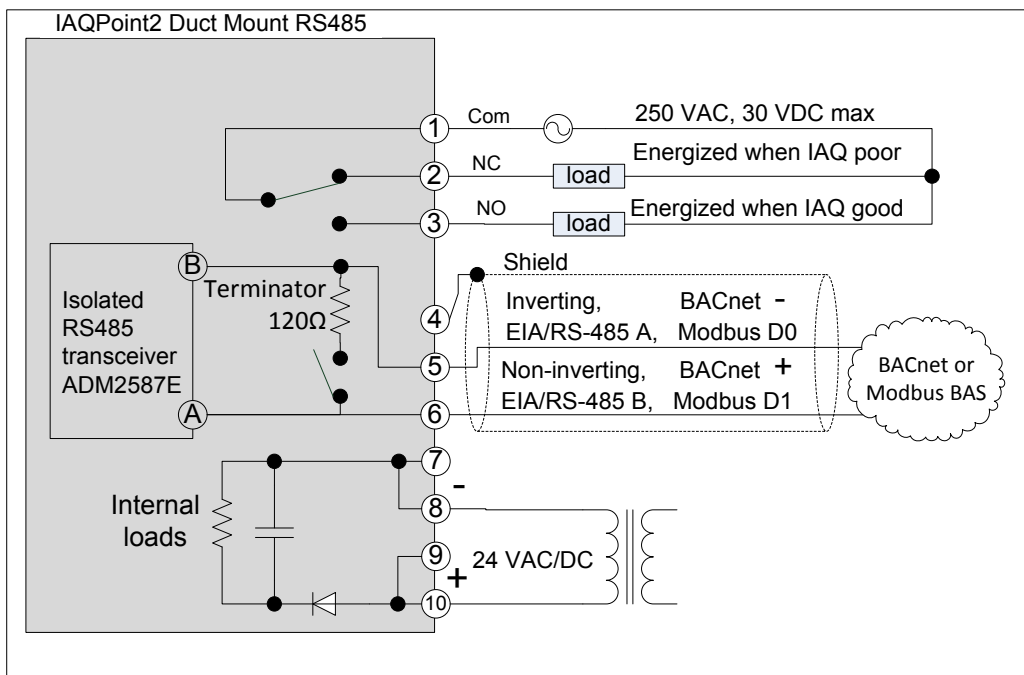 IAQPoint2 Duct Mount RS485
1 Com 250 VAC, 30 VDC max
2 NC load Energized when IAQ poor
3 NO load Energized when IAQ good
B
Isolated
RS485
transceiver
ADM2587E
A
Terminator
120Ω
Shield
4
Inverting, BACnet -
EIA/RS-485 A, Modbus D0
5
Non-inverting, BACnet +
EIA/RS-485 B, Modbus D1
6
BACnet or
Modbus BAS
7
-
8
Internal
loads
9
+
24 VAC/DC
10